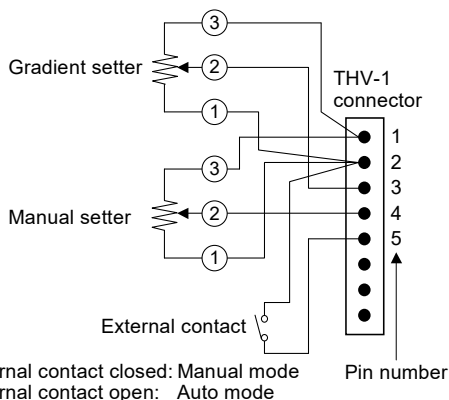 3
Gradient setter
2
THV-1
connector
1
1
2
3
3
Manual setter
2
4
5
1
External contact
rnal contact closed: Manual mode
rnal contact open: Auto mode
Pin number